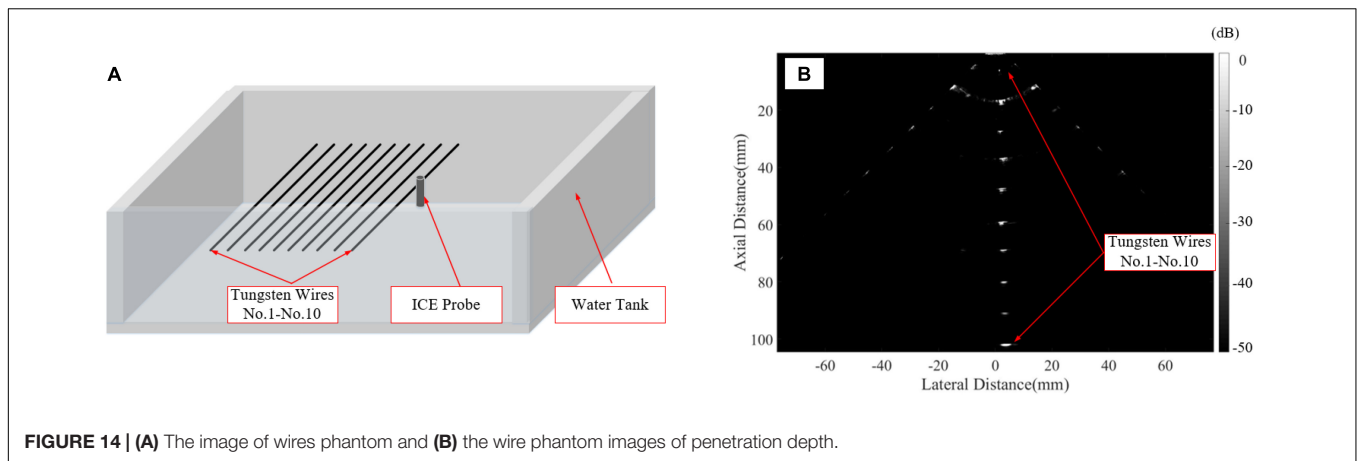 A
Tungsten Wires
No.1-No.10
ICE Probe
Water Tank
B
(dB)
0
-10
-20
-30
-40
-50
20
40
60
80
100
Axial Distance(mm)
-60
-40
-20
0
20
40
60
Lateral Distance(mm)
Tungsten Wires
No.1-No.10
FIGURE 14 | (A) The image of wires phantom and (B) the wire phantom images of penetration depth.